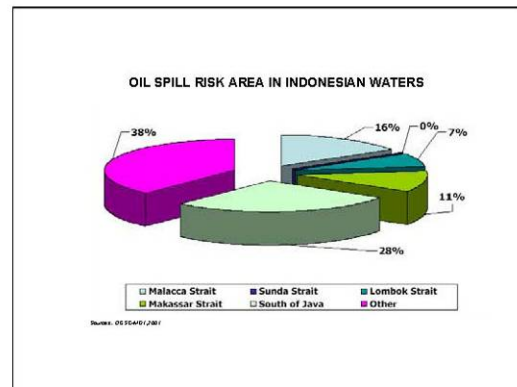 OIL SPILL RISK AREA IN INDONESIAN WATERS
38%
16%
0%
7%
11%
28%
Malacca Strait
Sunda Strait
Lombok Strait
Makassar Strait
South of Java
Other